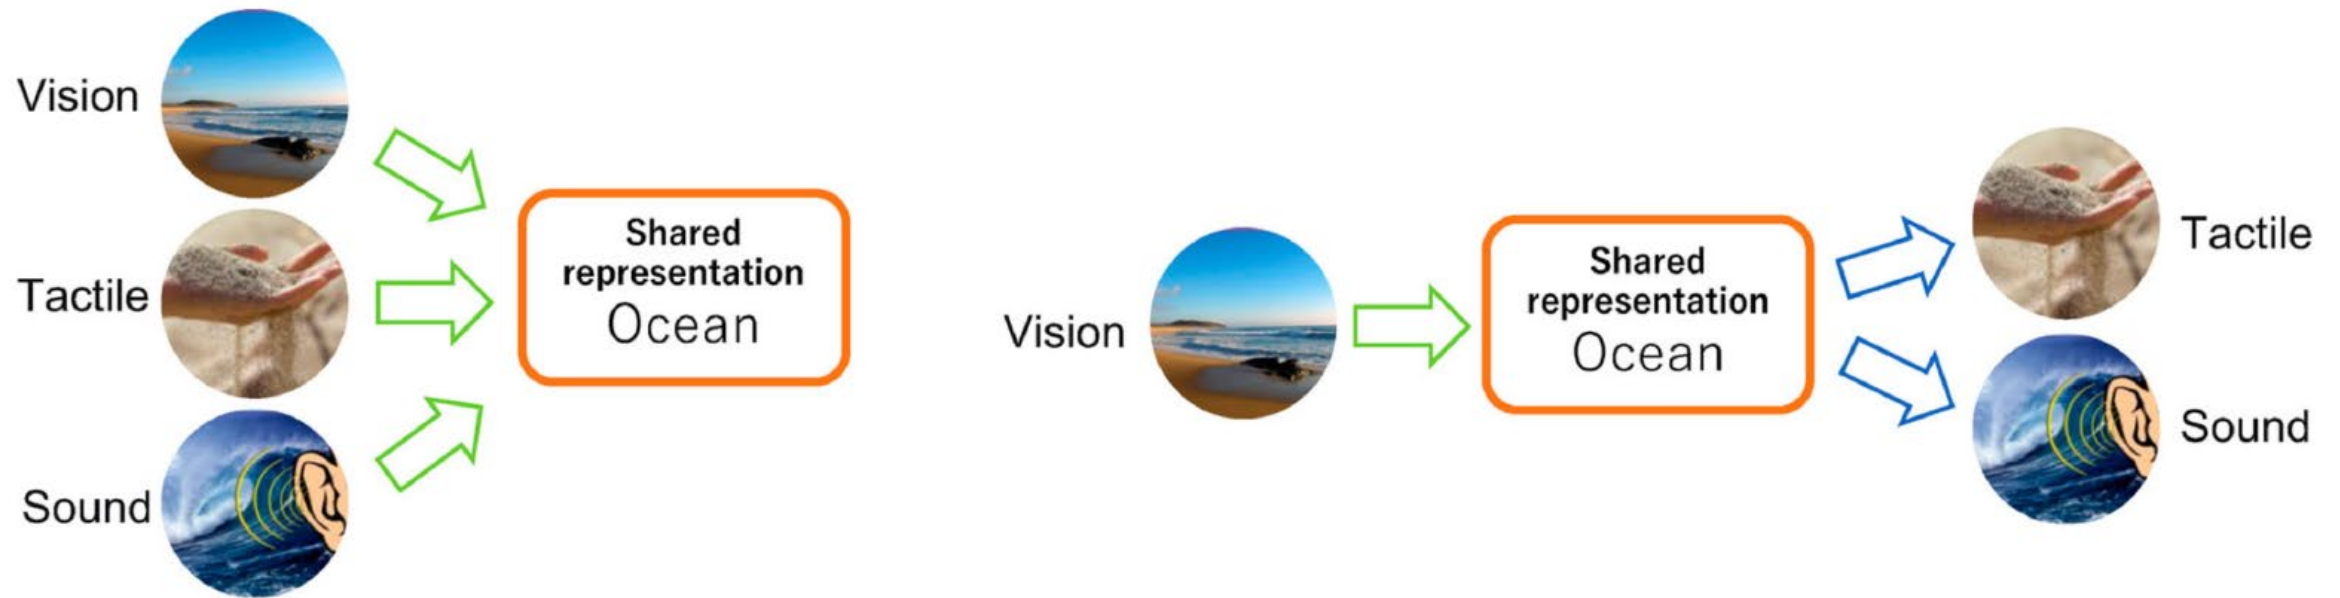 Vision
Tactile
Sound
Shared
representation
Ocean
Vision
Shared
representation
Ocean
Tactile
Sound